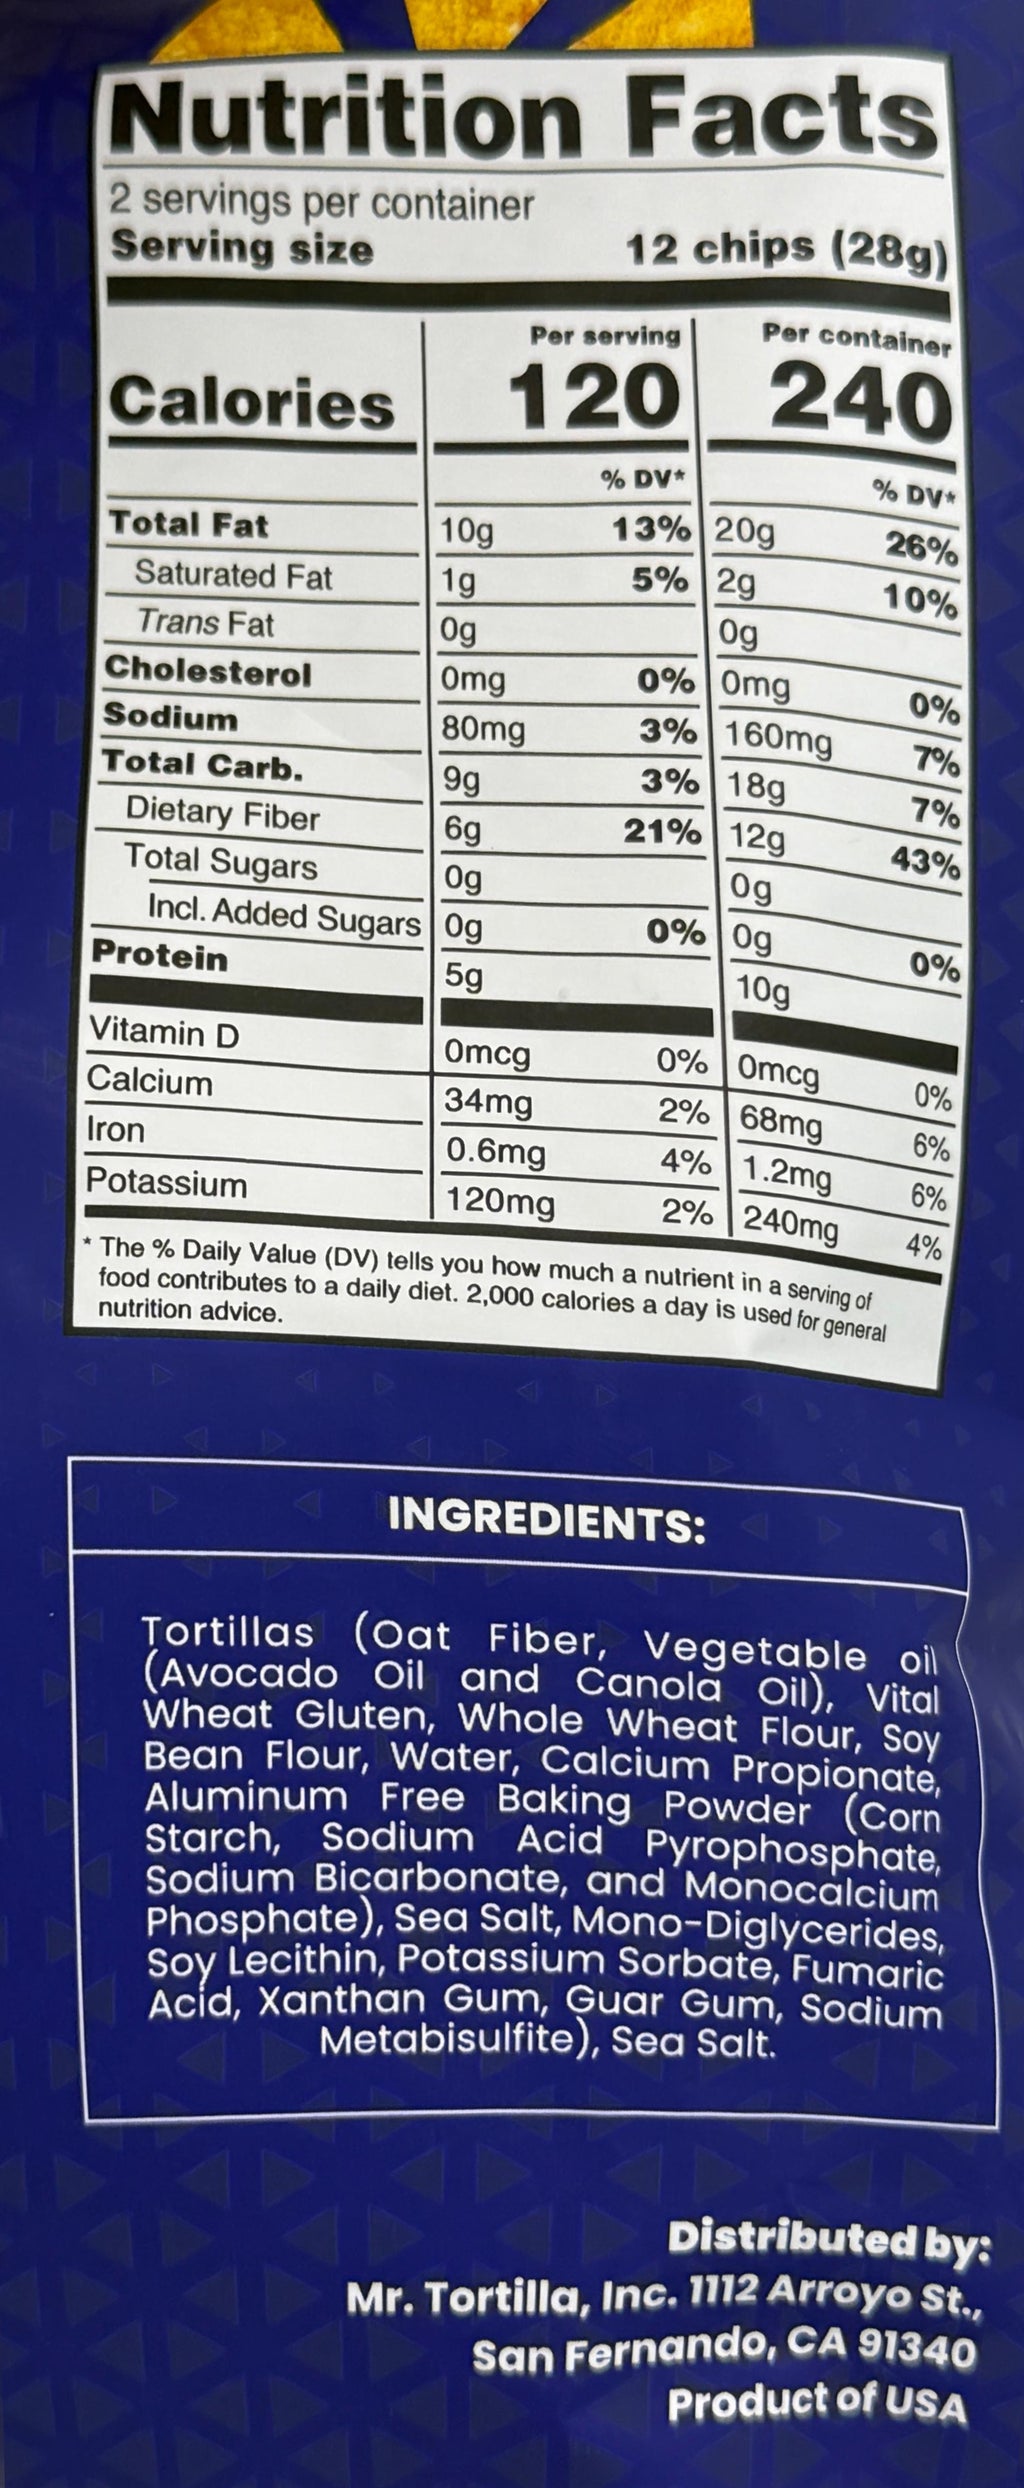 Nutrition Facts
2 servings per container
Serving size 12 chips (28g)
Per serving Per container
Calories 120 240
% DV* % DV*
Total Fat 10g 13% 20g 26%
Saturated Fat 1g 5% 2g 10%
Trans Fat 0g 0g
Cholesterol 0mg 0% 0mg 0%
Sodium 80mg 3% 160mg 7%
Total Carb. 9g 3% 18g 7%
Dietary Fiber 6g 21% 12g 43%
Total Sugars 0g 0g
Incl. Added Sugars 0g 0% 0g 0%
Protein 5g 10g
Vitamin D 0mcg 0% 0mcg 0%
Calcium 34mg 2% 68mg 6%
Iron 0.6mg 4% 1.2mg 6%
Potassium 120mg 2% 240mg 4%
* The % Daily Value (DV) tells you how much a nutrient in a serving of
food contributes to a daily diet. 2,000 calories a day is used for general
nutrition advice.
INGREDIENTS:
Tortillas (Oat Fiber, Vegetable oil
(Avocado Oil and Canola Oil), Vital
Wheat Gluten, Whole Wheat Flour, Soy
Bean Flour, Water, Calcium Propionate,
Aluminum Free Baking Powder (Corn
Starch, Sodium Acid Pyrophosphate,
Sodium Bicarbonate, and Monocalcium
Phosphate), Sea Salt, Mono-Diglycerides,
Soy Lecithin, Potassium Sorbate, Fumaric
Acid, Xanthan Gum, Guar Gum, Sodium
Metabisulfite), Sea Salt.
Distributed by:
Mr. Tortilla, Inc. 1112 Arroyo St.,
San Fernando, CA 91340
Product of USA